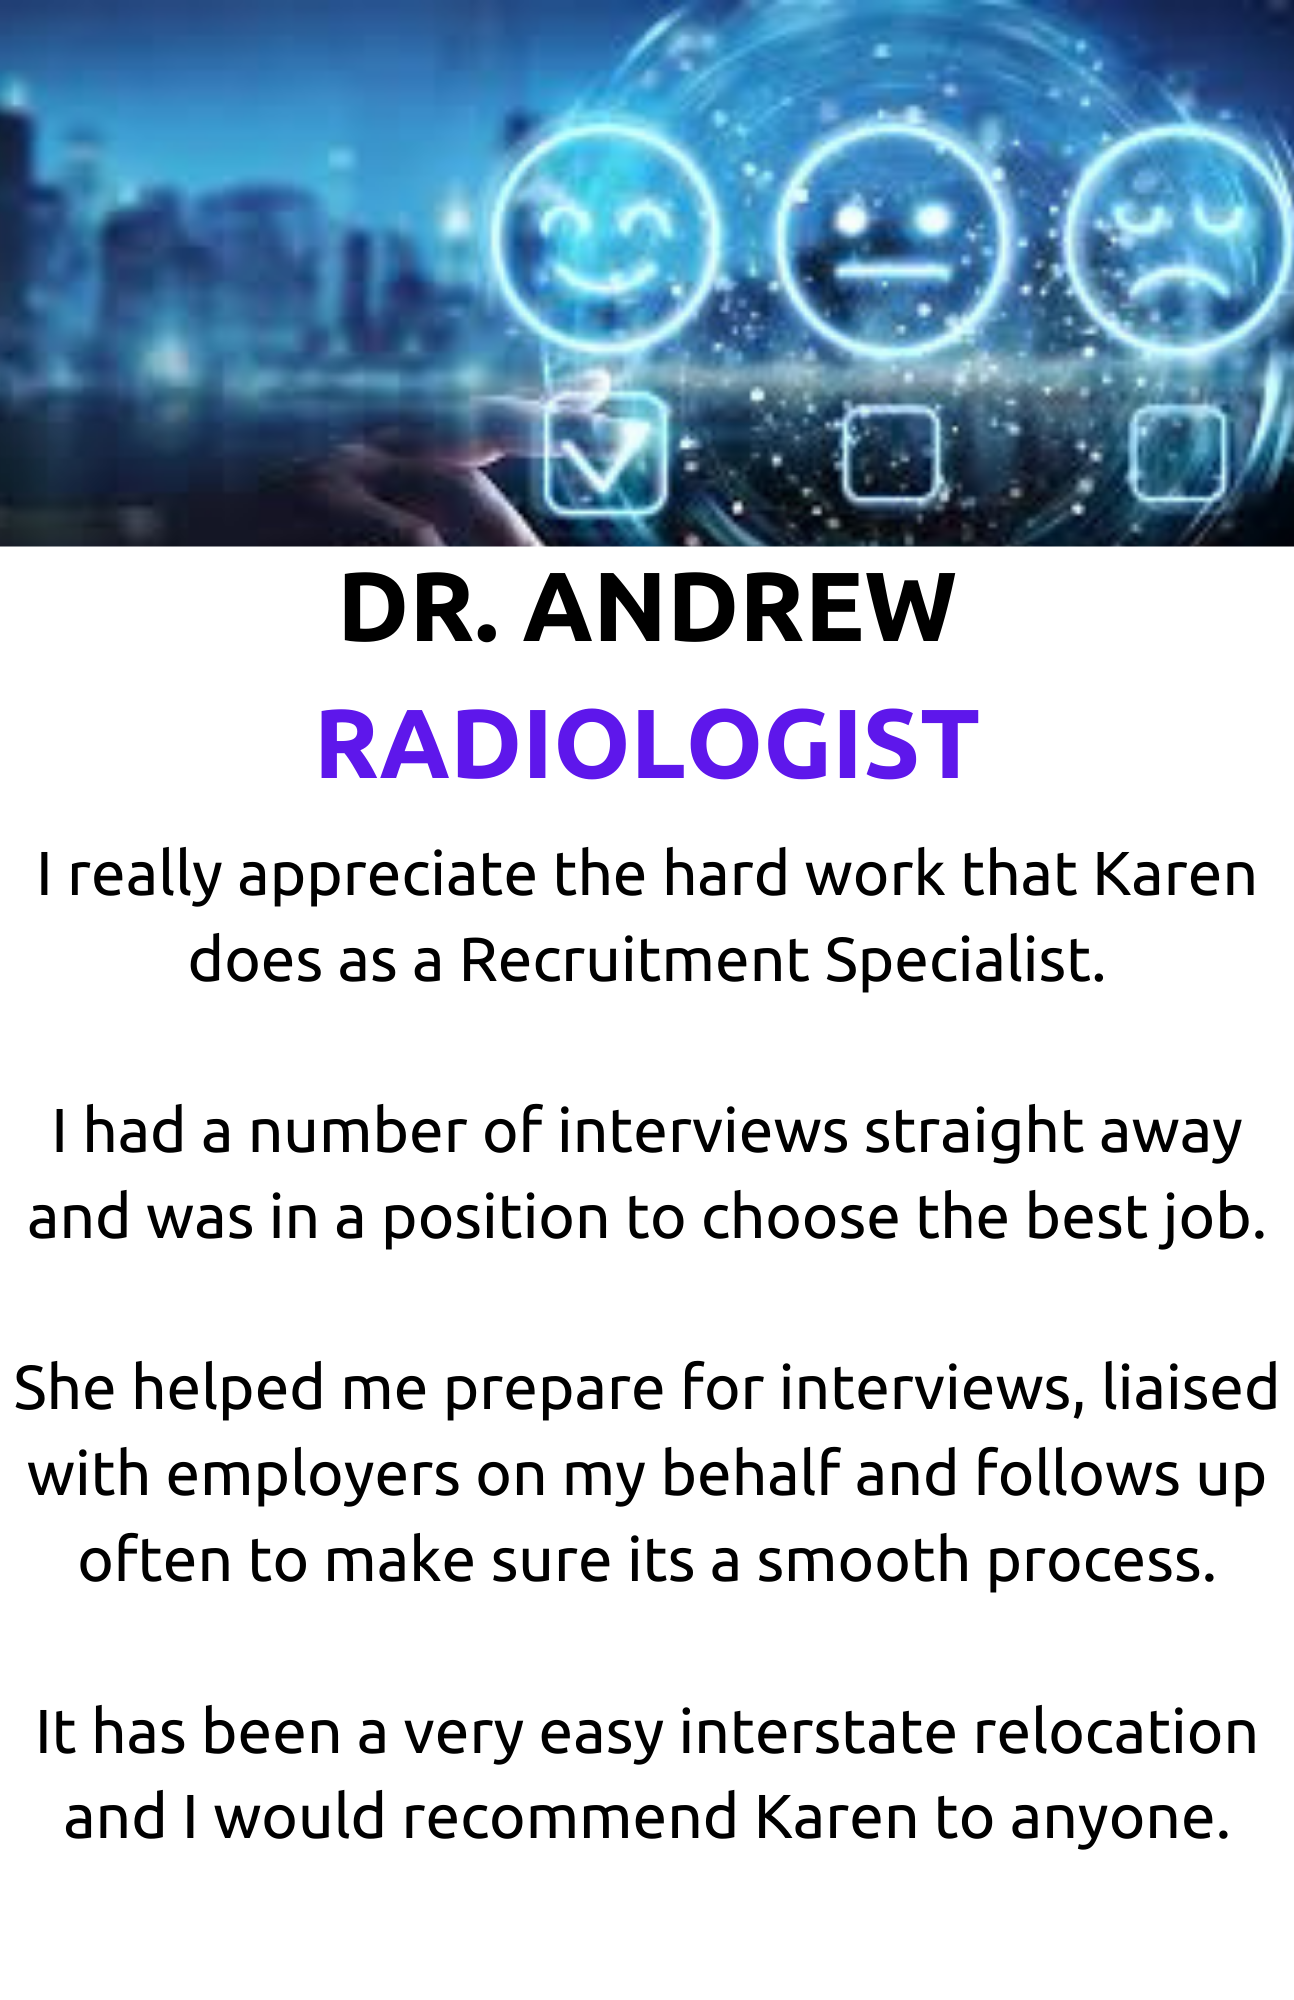 DR. ANDREW
RADIOLOGIST
I really appreciate the hard work that Karen
does as a Recruitment Specialist.
I had a number of interviews straight away
and was in a position to choose the best job.
She helped me prepare for interviews, liaised
with employers on my behalf and follows up
often to make sure its a smooth process.
It has been a very easy interstate relocation
and I would recommend Karen to anyone.